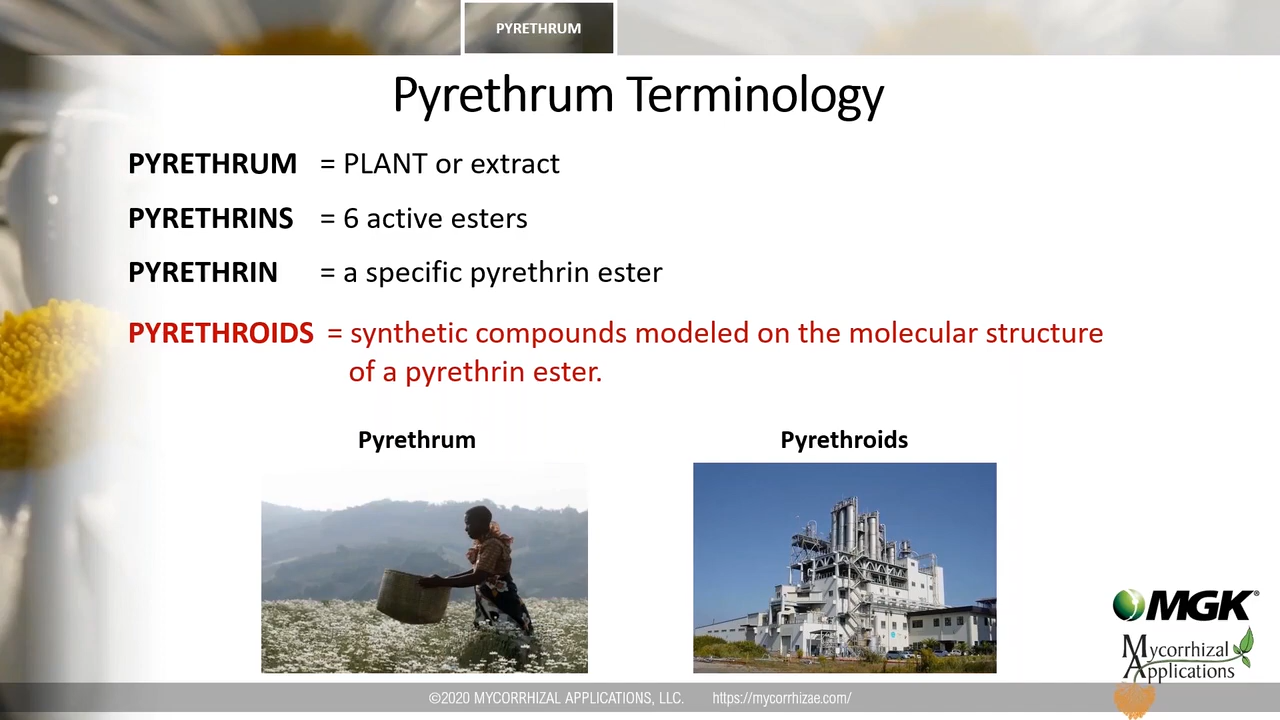 PYRETHRUM
Pyrethrum Terminology
PYRETHRUM = PLANT or extract
PYRETHRINS = 6 active esters
PYRETHRIN = a specific pyrethrin ester
PYRETHROIDS = synthetic compounds modeled on the molecular structure
of a pyrethrin ester.
Pyrethrum Pyrethroids
MGK®
Mycorrhizal
Applications
©2020 MYCORRHIZAL APPLICATIONS, LLC. https://mycorrhizae.com/